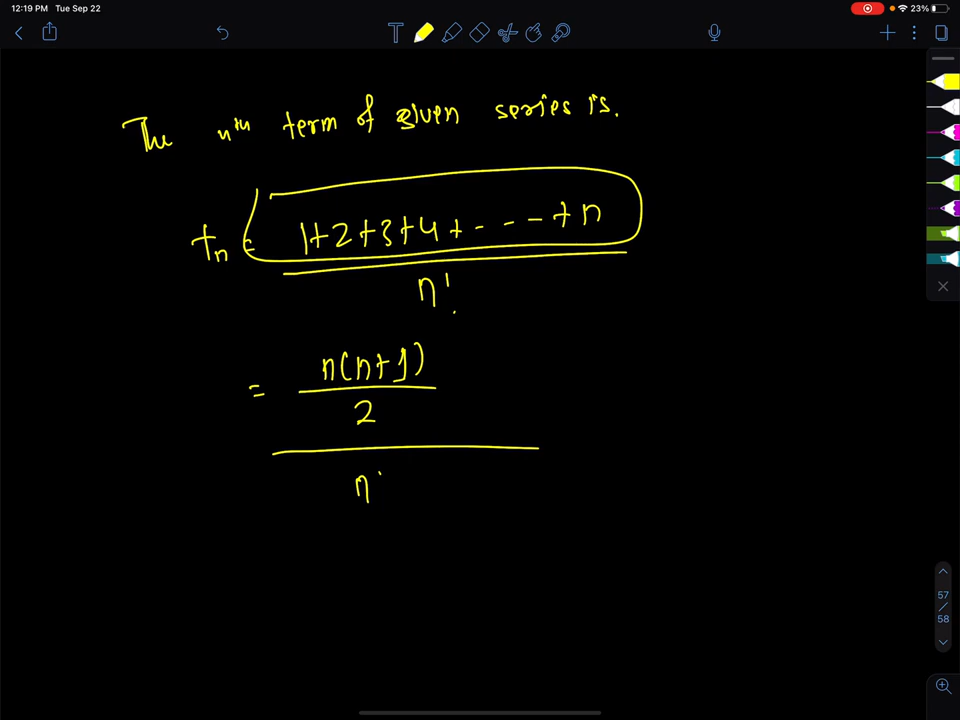 12:19 PM Tue Sep 22
23%
T
The nth term of given series is.
tn = 1+2+3+4+- - - + n
n!
= n(n+1)
2
n
57
/
58